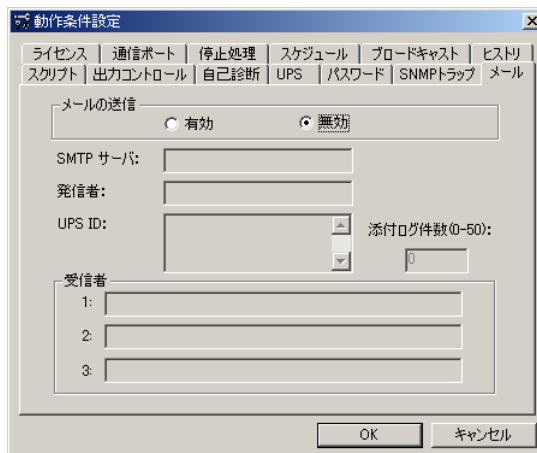 動作条件設定
ライセンス 通信ポート 停止処理 スケジュール ブロードキャスト ヒストリ
スクリプト 出力コントロール 自己診断 UPS パスワード SNMPトラップ メール
メールの送信
有効 無効
SMTP サーバ:
発信者:
UPS ID:
添付ログ件数(0-50):
0
受信者
1:
2:
3:
OK キャンセル